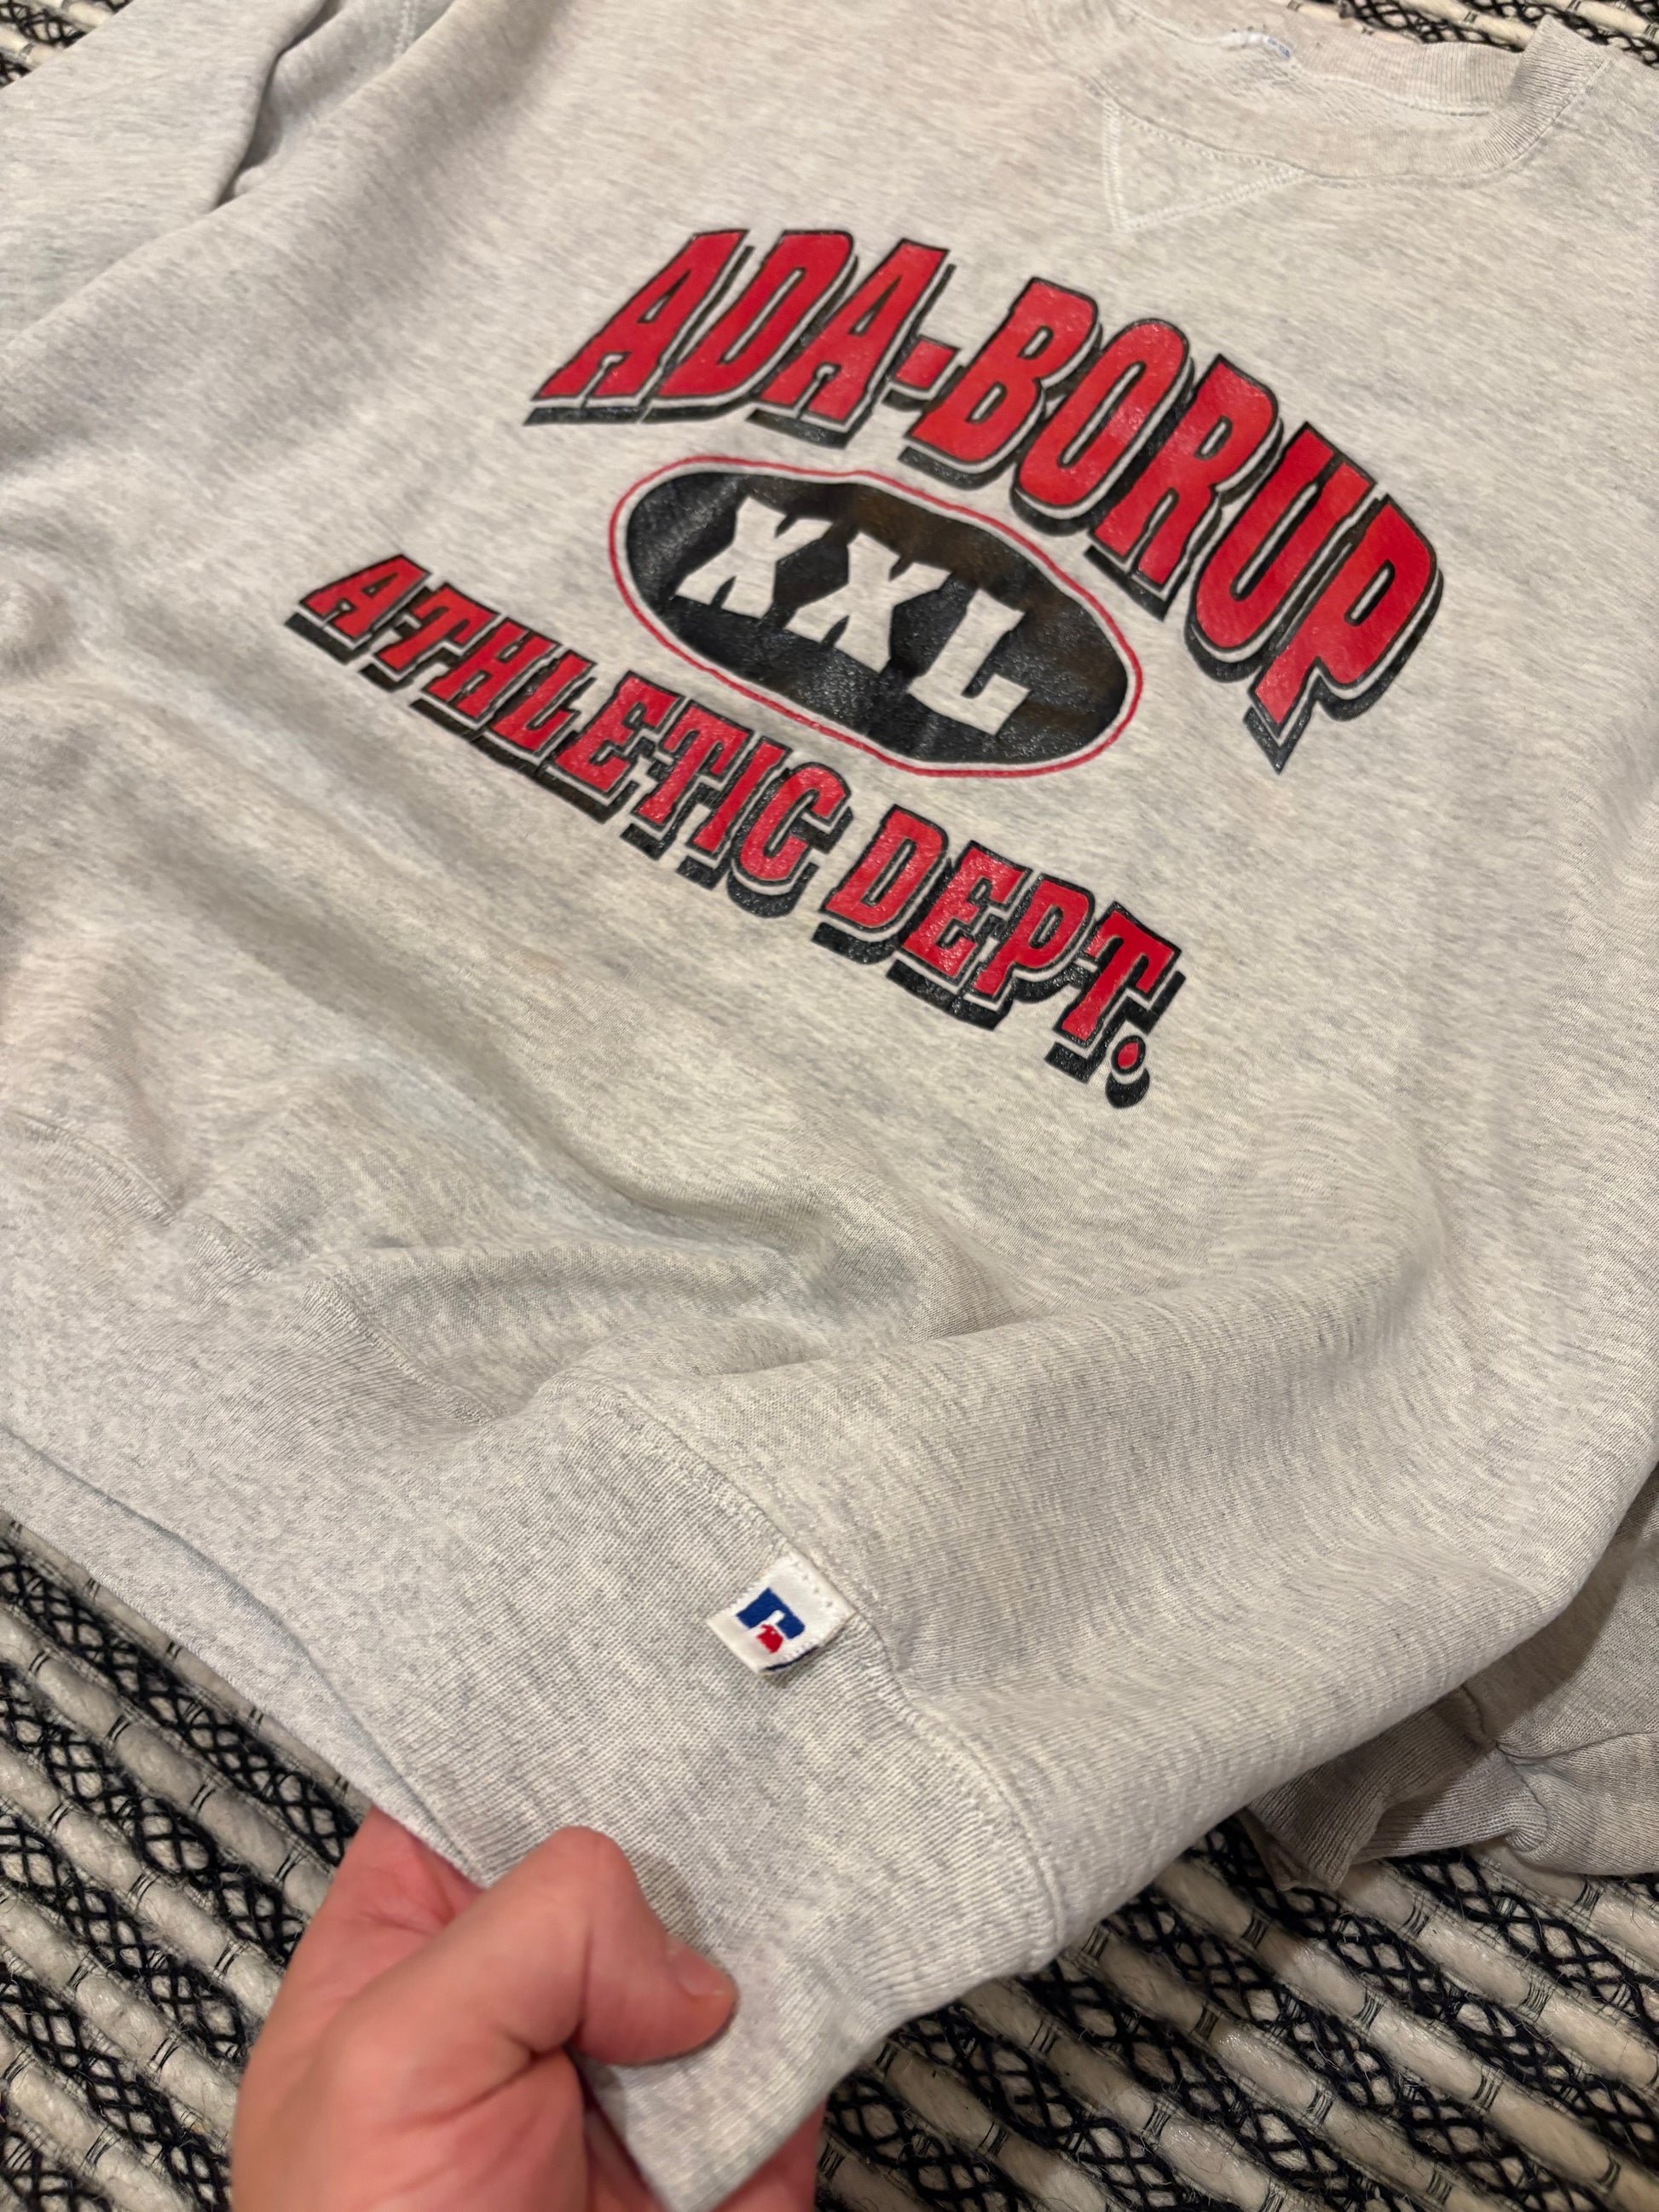 ADA-BORUP
XXL
ATHLETIC DEPT.
R